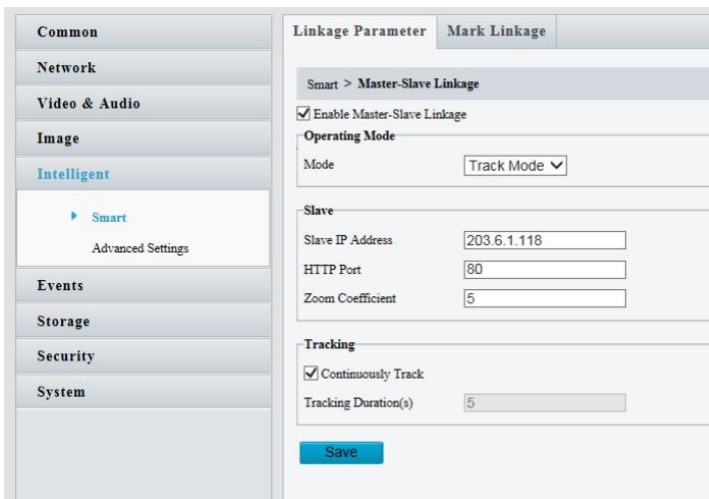 Common
Network
Video & Audio
Image
Intelligent
Smart
Advanced Settings
Events
Storage
Security
System
Linkage Parameter Mark Linkage
Smart > Master-Slave Linkage
Enable Master-Slave Linkage
Operating Mode
Mode Track Mode
Slave
Slave IP Address 203.6.1.118
HTTP Port 80
Zoom Coefficient 5
Tracking
Continuously Track
Tracking Duration(s) 5
Save